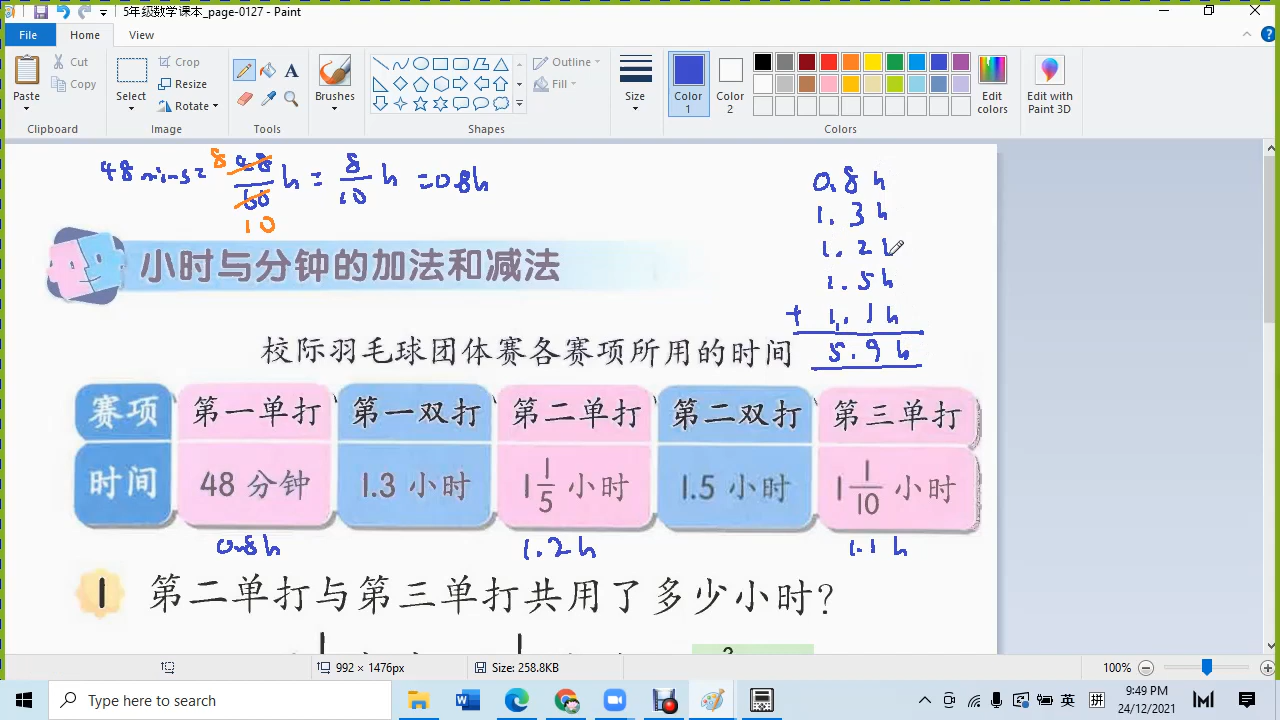 5年级数学课本_page-0127 - Paint
File Home View
Paste Cut Copy Clipboard
Select Crop Resize Rotate Image
Tools
Brushes
Outline Fill Shapes
Size
Color 1 Color 2 Edit colors Colors
Edit with Paint 3D
48 mins = 48/60 h = 8/10 h = 0.8h
8
10
0.8 h
1.3 h
1.2 h
1.5 h
+ 1.1 h
5.9 h
小时与分钟的加法和减法
校际羽毛球团体赛各赛项所用的时间
赛项 第一单打 第一双打 第二单打 第二双打 第三单打
时间 48 分钟 1.3 小时 1 1/5 小时 1.5 小时 1 1/10 小时
0.8h 1.2h 1.1h
1 第二单打与第三单打共用了多少小时?
992 × 1476px Size: 258.8KB 100%
Type here to search
英 拼 9:49 PM
24/12/2021